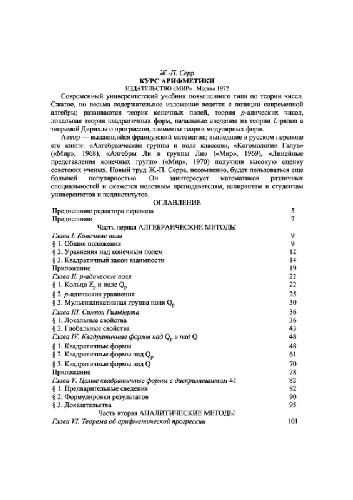 Ж.-П. Серр
КУРС АРИФМЕТИКИ
ИЗДАТЕЛЬСТВО «МИР» Москва 1972
Современный университетский учебник повышенного типа по теории чисел.
Сжатое, но весьма содержательное изложение ведется с позиции современной
алгебры; развиваются теория конечных полей, теория p-адических чисел,
локальная теория квадратичных форм, начальные сведения из теории L-рядов с
теоремой Дирихле о прогрессии, элементы теории модулярных форм.
Автор — выдающийся французский математик; вышедшие в русском переводе
его книги «Алгебраические группы и поля классов», «Когомологии Галуа»
(«Мир», 1968), «Алгебры Ли и группы Ли» («Мир», 1969), «Линейные
представления конечных групп» («Мир», 1970) получили высокую оценку
советских ученых. Новый труд Ж.-П. Серра, несомненно, будет пользоваться еще
большей популярностью. Он заинтересует математиков различных
специальностей и окажется полезным преподавателям, аспирантам и студентам
университетов и пединститутов.
ОГЛАВЛЕНИЕ
Предисловие редактора перевода 5
Предисловие 7
Часть первая АЛГЕБРАИЧЕСКИЕ МЕТОДЫ
Глава I. Конечные поля 9
§ 1. Общие положения 9
§ 2. Уравнения над конечным полем 12
§ 3. Квадратичный закон взаимности 14
Приложение 19
Глава II. p-адические поля 22
§ 1. Кольцо Zp и поле Qp 22
§ 2. p-адические уравнения 25
§ 3. Мультипликативная группа поля Qp 30
Глава III. Символ Гильберта 36
§ 1. Локальные свойства 36
§ 2. Глобальные свойства 43
Глава IV. Квадратичные формы над Qp и над Q 48
§ 1. Квадратичные формы 48
§ 2. Квадратичные формы над Qp 61
§ 3. Квадратичные формы над Q 70
Приложение 78
Глава V. Целые квадратичные формы с дискриминантом ±1 82
§ 1. Предварительные сведения 82
§ 2. Формулировки результатов 90
§ 3. Доказательства 95
Часть вторая АНАЛИТИЧЕСКИЕ МЕТОДЫ
Глава VI. Теорема об арифметической прогрессии 101